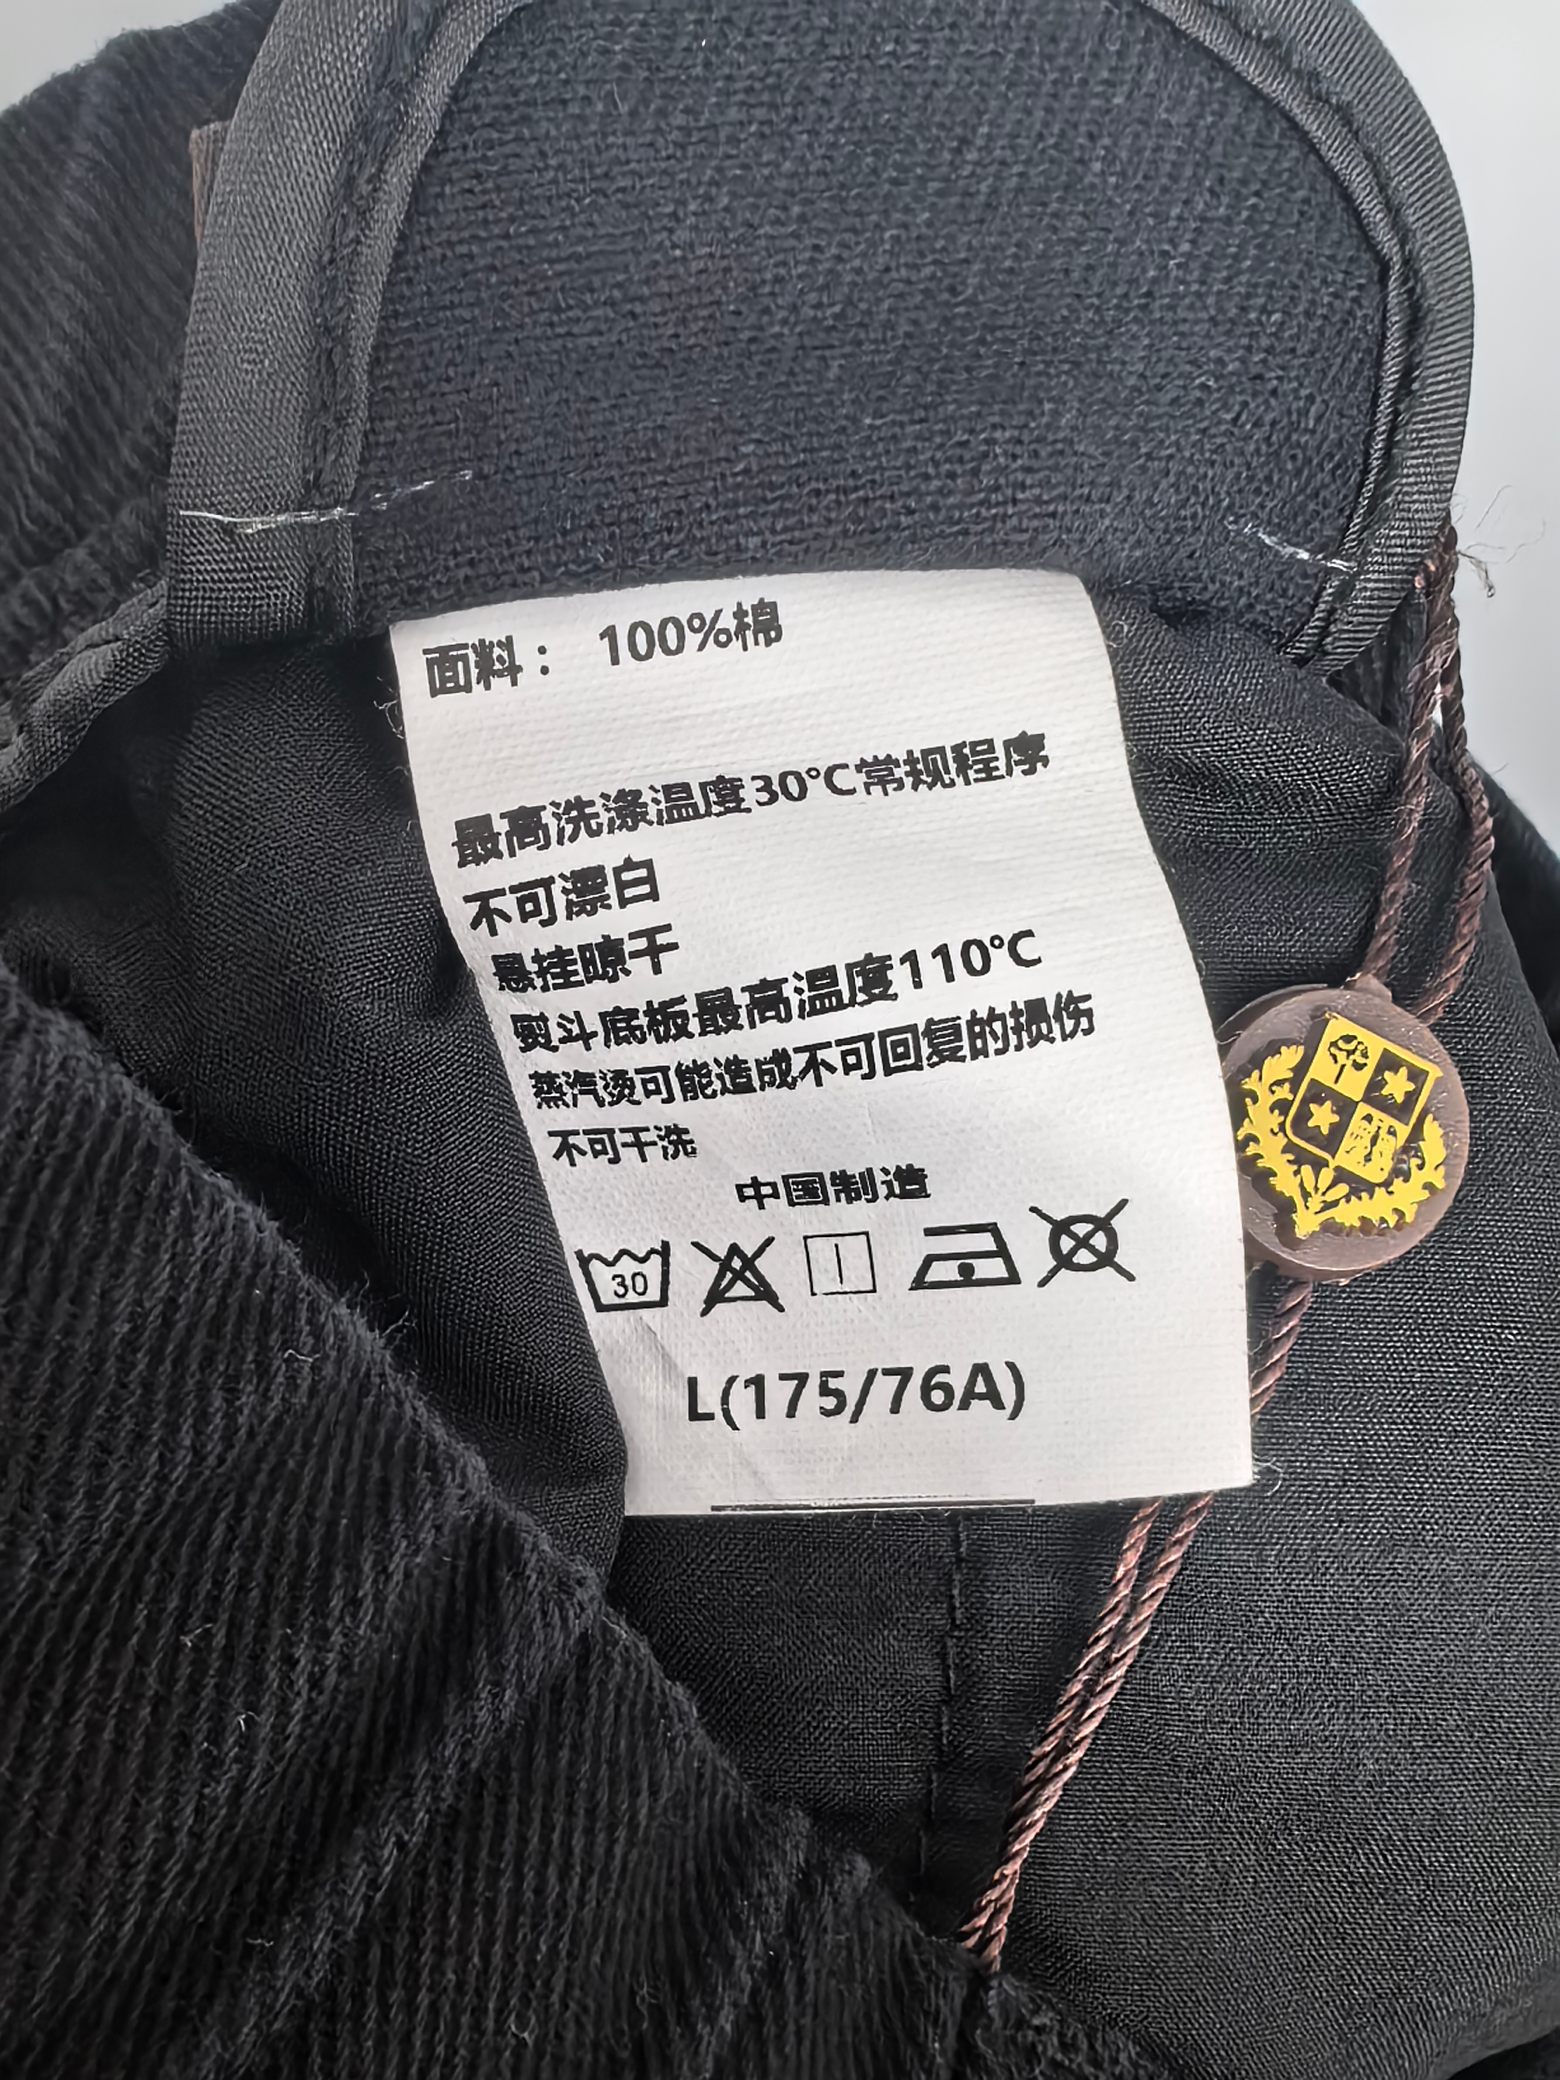 面料： 100%棉
最高洗涤温度30℃常规程序
不可漂白
悬挂晾干
熨斗底板最高温度110℃
蒸汽烫可能造成不可回复的损伤
不可干洗
中国制造
30
L(175/76A)